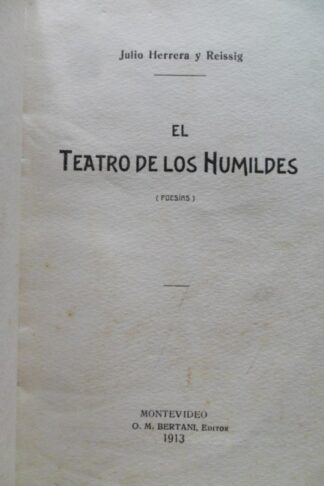 Julio Herrera y Reissig
EL
TEATRO DE LOS HUMILDES
( POESÍAS )
MONTEVIDEO
O. M. BERTANI, EDITOR
1913